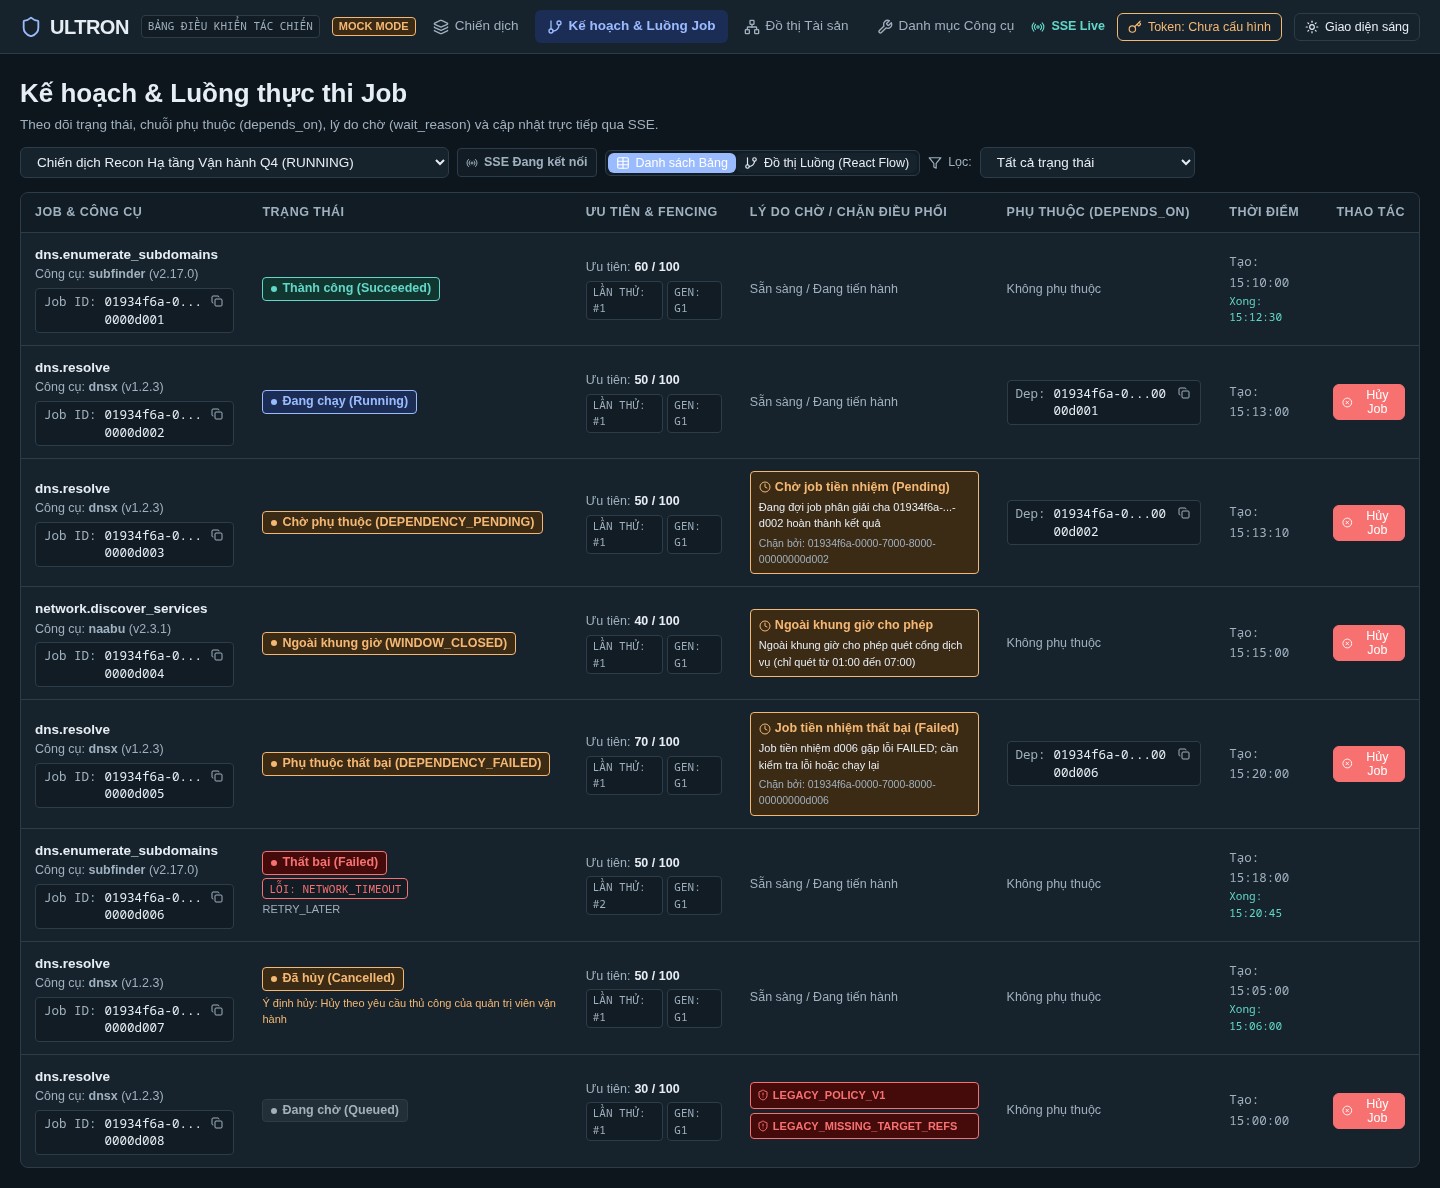 ULTRON
BẢNG ĐIỀU KHIỂN TÁC CHIẾN
MOCK MODE
Chiến dịch
Kế hoạch & Luồng Job
Đồ thị Tài sản
Danh mục Công cụ
SSE Live
Token: Chưa cấu hình
Giao diện sáng
Kế hoạch & Luồng thực thi Job
Theo dõi trạng thái, chuỗi phụ thuộc (depends_on), lý do chờ (wait_reason) và cập nhật trực tiếp qua SSE.
Chiến dịch Recon Hạ tầng Vận hành Q4 (RUNNING)
SSE Đang kết nối
Danh sách Bảng
Đồ thị Luồng (React Flow)
Lọc:
Tất cả trạng thái
JOB & CÔNG CỤ
TRẠNG THÁI
ƯU TIÊN & FENCING
LÝ DO CHỜ / CHẶN ĐIỀU PHỐI
PHỤ THUỘC (DEPENDS_ON)
THỜI ĐIỂM
THAO TÁC
dns.enumerate_subdomains
Công cụ: subfinder (v2.17.0)
Job ID: 01934f6a-0...
0000d001
Thành công (Succeeded)
Ưu tiên: 60 / 100
LẦN THỬ:
#1
GEN:
G1
Sẵn sàng / Đang tiến hành
Không phụ thuộc
Tạo:
15:10:00
Xong:
15:12:30
dns.resolve
Công cụ: dnsx (v1.2.3)
Job ID: 01934f6a-0...
0000d002
Đang chạy (Running)
Ưu tiên: 50 / 100
LẦN THỬ:
#1
GEN:
G1
Sẵn sàng / Đang tiến hành
Dep: 01934f6a-0...00
00d001
Tạo:
15:13:00
Hủy
Job
dns.resolve
Công cụ: dnsx (v1.2.3)
Job ID: 01934f6a-0...
0000d003
Chờ phụ thuộc (DEPENDENCY_PENDING)
Ưu tiên: 50 / 100
LẦN THỬ:
#1
GEN:
G1
Chờ job tiền nhiệm (Pending)
Đang đợi job phân giải cha 01934f6a-...-
d002 hoàn thành kết quả
Chặn bởi: 01934f6a-0000-7000-8000-
00000000d002
Dep: 01934f6a-0...00
00d002
Tạo:
15:13:10
Hủy
Job
network.discover_services
Công cụ: naabu (v2.3.1)
Job ID: 01934f6a-0...
0000d004
Ngoài khung giờ (WINDOW_CLOSED)
Ưu tiên: 40 / 100
LẦN THỬ:
#1
GEN:
G1
Ngoài khung giờ cho phép
Ngoài khung giờ cho phép quét cổng dịch
vụ (chỉ quét từ 01:00 đến 07:00)
Không phụ thuộc
Tạo:
15:15:00
Hủy
Job
dns.resolve
Công cụ: dnsx (v1.2.3)
Job ID: 01934f6a-0...
0000d005
Phụ thuộc thất bại (DEPENDENCY_FAILED)
Ưu tiên: 70 / 100
LẦN THỬ:
#1
GEN:
G1
Job tiền nhiệm thất bại (Failed)
Job tiền nhiệm d006 gặp lỗi FAILED; cần
kiểm tra lỗi hoặc chạy lại
Chặn bởi: 01934f6a-0000-7000-8000-
00000000d006
Dep: 01934f6a-0...00
00d006
Tạo:
15:20:00
Hủy
Job
dns.enumerate_subdomains
Công cụ: subfinder (v2.17.0)
Job ID: 01934f6a-0...
0000d006
Thất bại (Failed)
LỖI: NETWORK_TIMEOUT
RETRY_LATER
Ưu tiên: 50 / 100
LẦN THỬ:
#2
GEN:
G1
Sẵn sàng / Đang tiến hành
Không phụ thuộc
Tạo:
15:18:00
Xong:
15:20:45
dns.resolve
Công cụ: dnsx (v1.2.3)
Job ID: 01934f6a-0...
0000d007
Đã hủy (Cancelled)
Ý định hủy: Hủy theo yêu cầu thủ công của quản trị viên vận
hành
Ưu tiên: 50 / 100
LẦN THỬ:
#1
GEN:
G1
Sẵn sàng / Đang tiến hành
Không phụ thuộc
Tạo:
15:05:00
Xong:
15:06:00
dns.resolve
Công cụ: dnsx (v1.2.3)
Job ID: 01934f6a-0...
0000d008
Đang chờ (Queued)
Ưu tiên: 30 / 100
LẦN THỬ:
#1
GEN:
G1
LEGACY_POLICY_V1
LEGACY_MISSING_TARGET_REFS
Không phụ thuộc
Tạo:
15:00:00
Hủy
Job